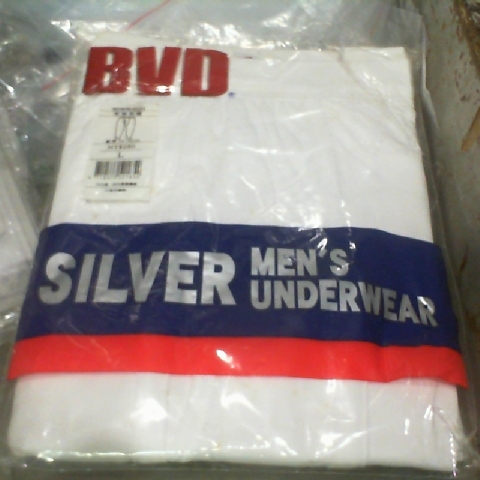 BVD
L
SILVER MEN'S
UNDERWEAR